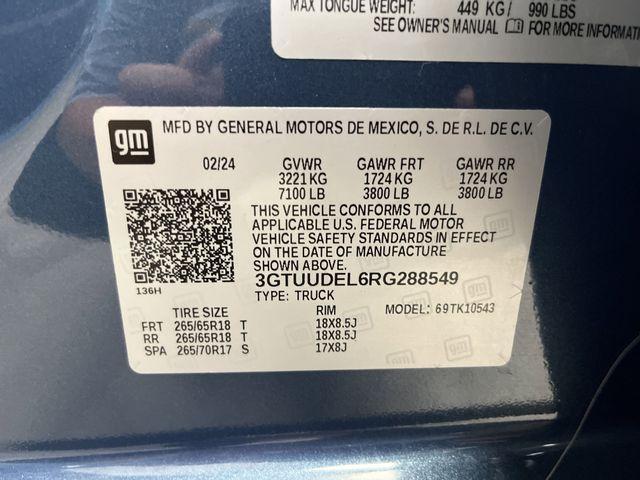 MAX TONGUE WEIGHT: 449 KG/ 990 LBS
SEE OWNER'S MANUAL FOR MORE INFORMATI
gm
MFD BY GENERAL MOTORS DE MEXICO, S. DE R.L. DE C.V.
02/24 GVWR GAWR FRT GAWR RR
3221 KG 1724 KG 1724 KG
7100 LB 3800 LB 3800 LB
THIS VEHICLE CONFORMS TO ALL
APPLICABLE U.S. FEDERAL MOTOR
VEHICLE SAFETY STANDARDS IN EFFECT
ON THE DATE OF MANUFACTURE
SHOWN ABOVE.
136H
3GTUUDEL6RG288549
TYPE: TRUCK
TIRE SIZE RIM MODEL: 69TK10543
FRT 265/65R18 T 18X8.5J
RR 265/65R18 T 18X8.5J
SPA 265/70R17 S 17X8J